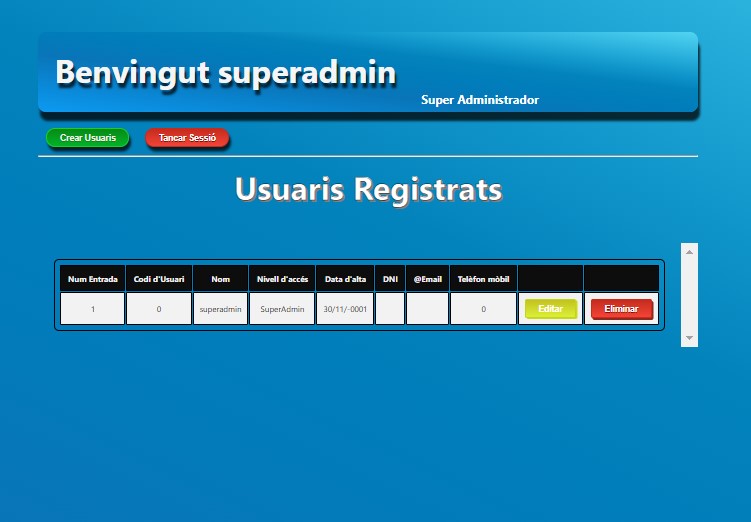 Benvingut superadmin
Super Administrador
Crear Usuaris Tancar Sessió
Usuaris Registrats
Num Entrada Codi d'Usuari Nom Nivell d'accés Data d'alta DNI @Email Telèfon mòbil
1 0 superadmin SuperAdmin 30/11/-0001 0 Editar Eliminar